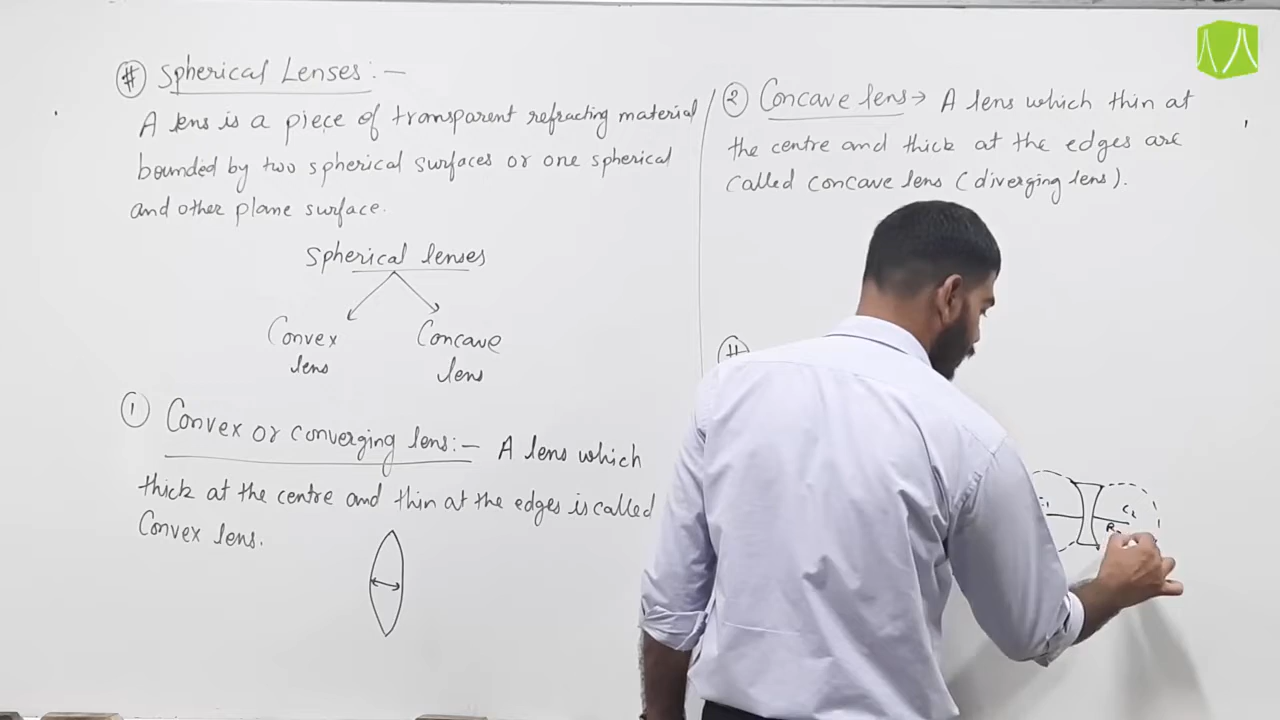 # Spherical Lenses:-
A lens is a piece of transparent refracting material
bounded by two spherical surfaces or one spherical
and other plane surface.
Spherical lenses
Convex
lens
Concave
lens
1 Convex or converging lens:- A lens which
thick at the centre and thin at the edges is called
Convex lens.
2 Concave lens → A lens which thin at
the centre and thick at the edges are
called concave lens (diverging lens).
#
C₂
R